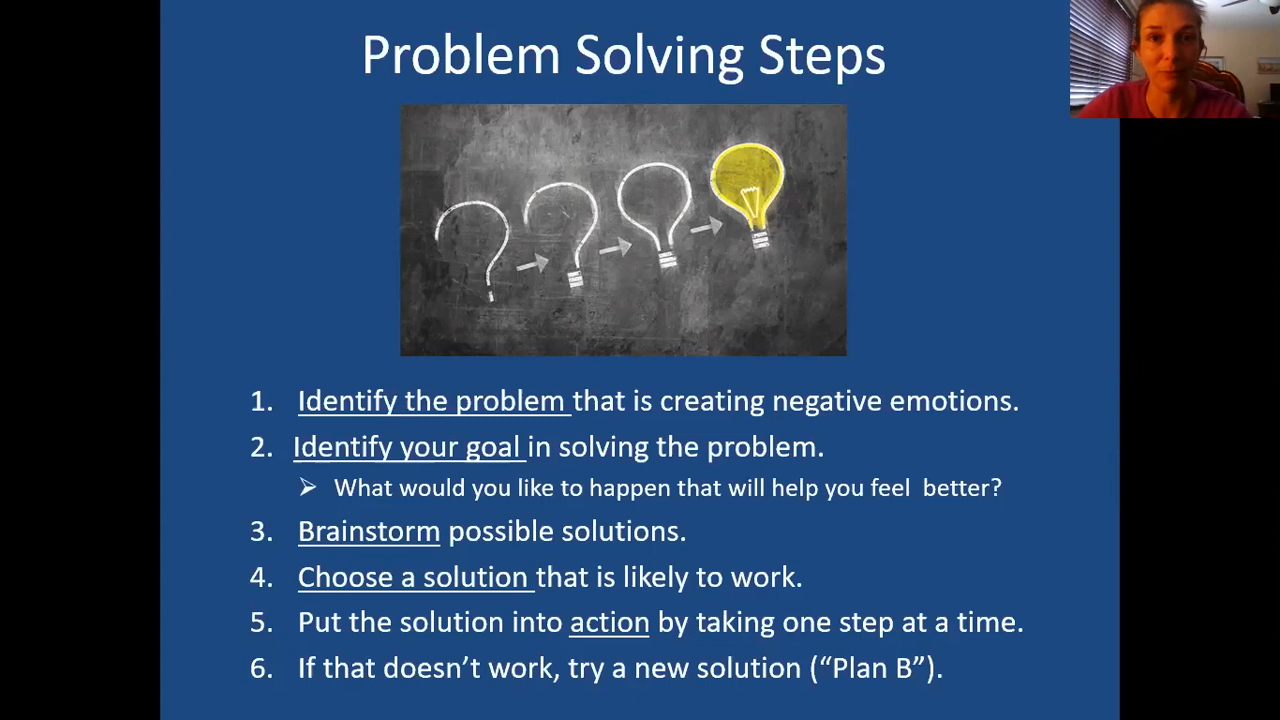 Problem Solving Steps
1. Identify the problem that is creating negative emotions.
2. Identify your goal in solving the problem.
➢ What would you like to happen that will help you feel better?
3. Brainstorm possible solutions.
4. Choose a solution that is likely to work.
5. Put the solution into action by taking one step at a time.
6. If that doesn’t work, try a new solution (“Plan B”).